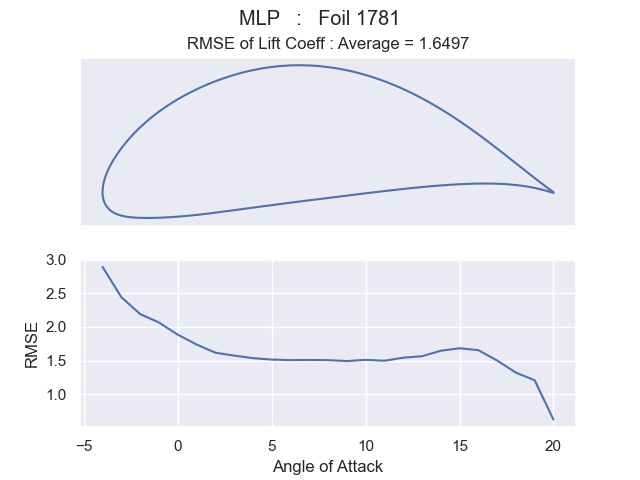 MLP   :   Foil 1781
RMSE of Lift Coeff : Average = 1.6497
3.0
2.5
2.0
1.5
1.0
RMSE
−5 0 5 10 15 20
Angle of Attack